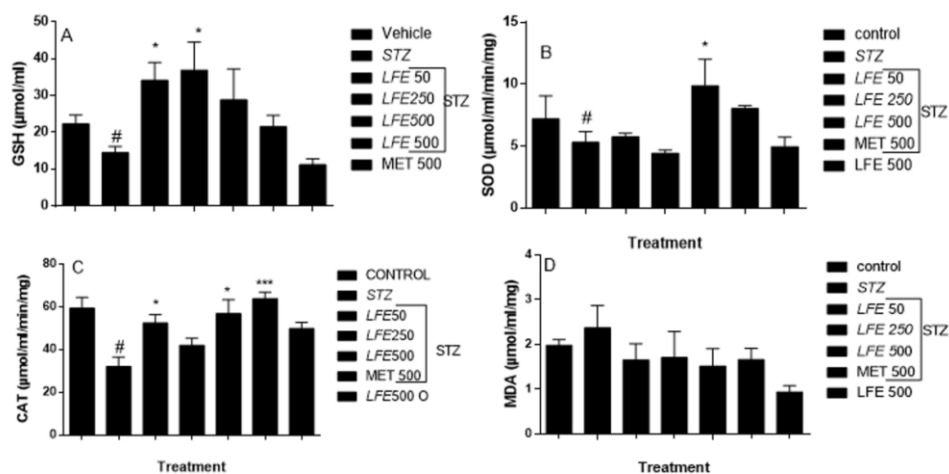 A
GSH (μmol/ml)
50
40
30
20
10
0
#
*
*
Vehicle
STZ
LFE 50
LFE250
LFE500
LFE 500
MET 500
STZ
B
SOD (μmol/ml/min/mg)
15
10
5
0
#
*
Treatment
control
STZ
LFE 50
LFE 250
LFE 500
MET 500
LFE 500
STZ
C
CAT (μmol/ml/min/mg)
80
60
40
20
0
#
*
*
***
Treatment
CONTROL
STZ
LFE50
LFE250
LFE500
MET 500
LFE500 O
STZ
D
MDA (μmol/ml/mg)
4
3
2
1
0
Treatment
control
STZ
LFE 50
LFE 250
LFE 500
MET 500
LFE 500
STZ